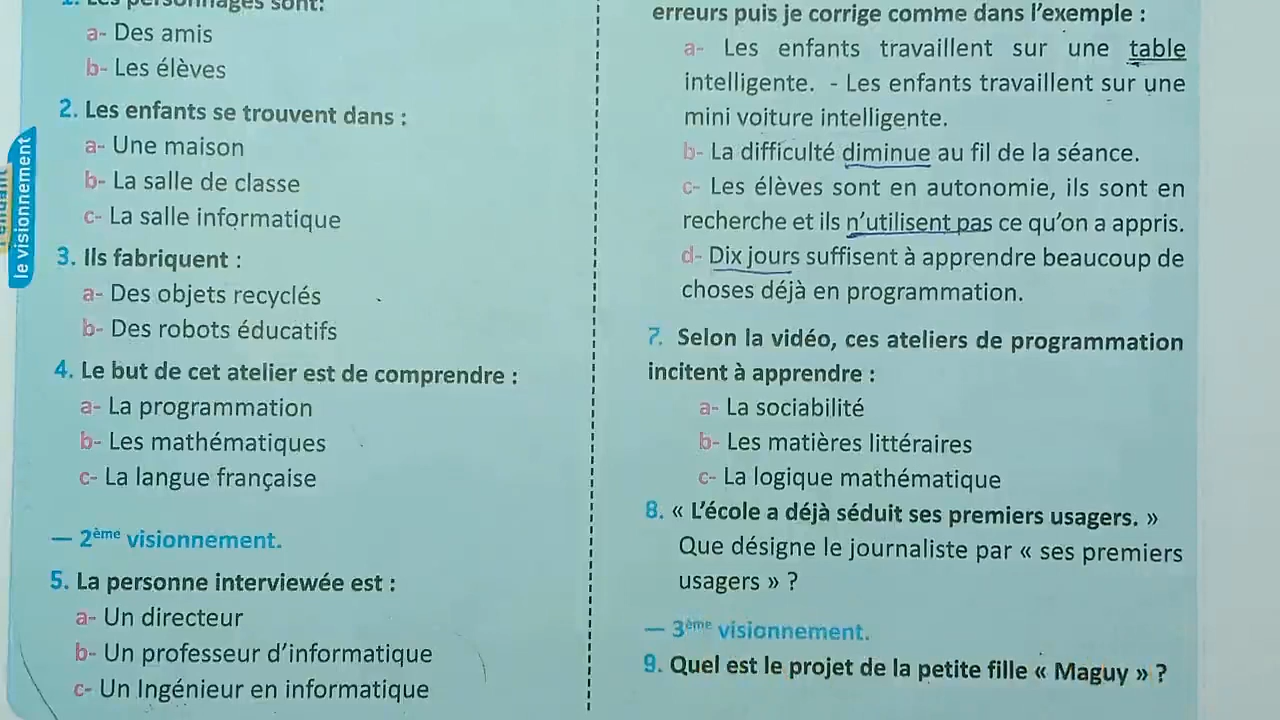 1. Les personnages sont:
a- Des amis
b- Les élèves
2. Les enfants se trouvent dans :
a- Une maison
b- La salle de classe
c- La salle informatique
3. Ils fabriquent :
a- Des objets recyclés
b- Des robots éducatifs
4. Le but de cet atelier est de comprendre :
a- La programmation
b- Les mathématiques
c- La langue française
— 2ème visionnement.
5. La personne interviewée est :
a- Un directeur
b- Un professeur d'informatique
c- Un Ingénieur en informatique
le visionnement
erreurs puis je corrige comme dans l'exemple :
a- Les enfants travaillent sur une table
intelligente. - Les enfants travaillent sur une
mini voiture intelligente.
b- La difficulté diminue au fil de la séance.
c- Les élèves sont en autonomie, ils sont en
recherche et ils n'utilisent pas ce qu'on a appris.
d- Dix jours suffisent à apprendre beaucoup de
choses déjà en programmation.
7. Selon la vidéo, ces ateliers de programmation
incitent à apprendre :
a- La sociabilité
b- Les matières littéraires
c- La logique mathématique
8. « L'école a déjà séduit ses premiers usagers. »
Que désigne le journaliste par « ses premiers
usagers » ?
— 3ème visionnement.
9. Quel est le projet de la petite fille « Maguy » ?